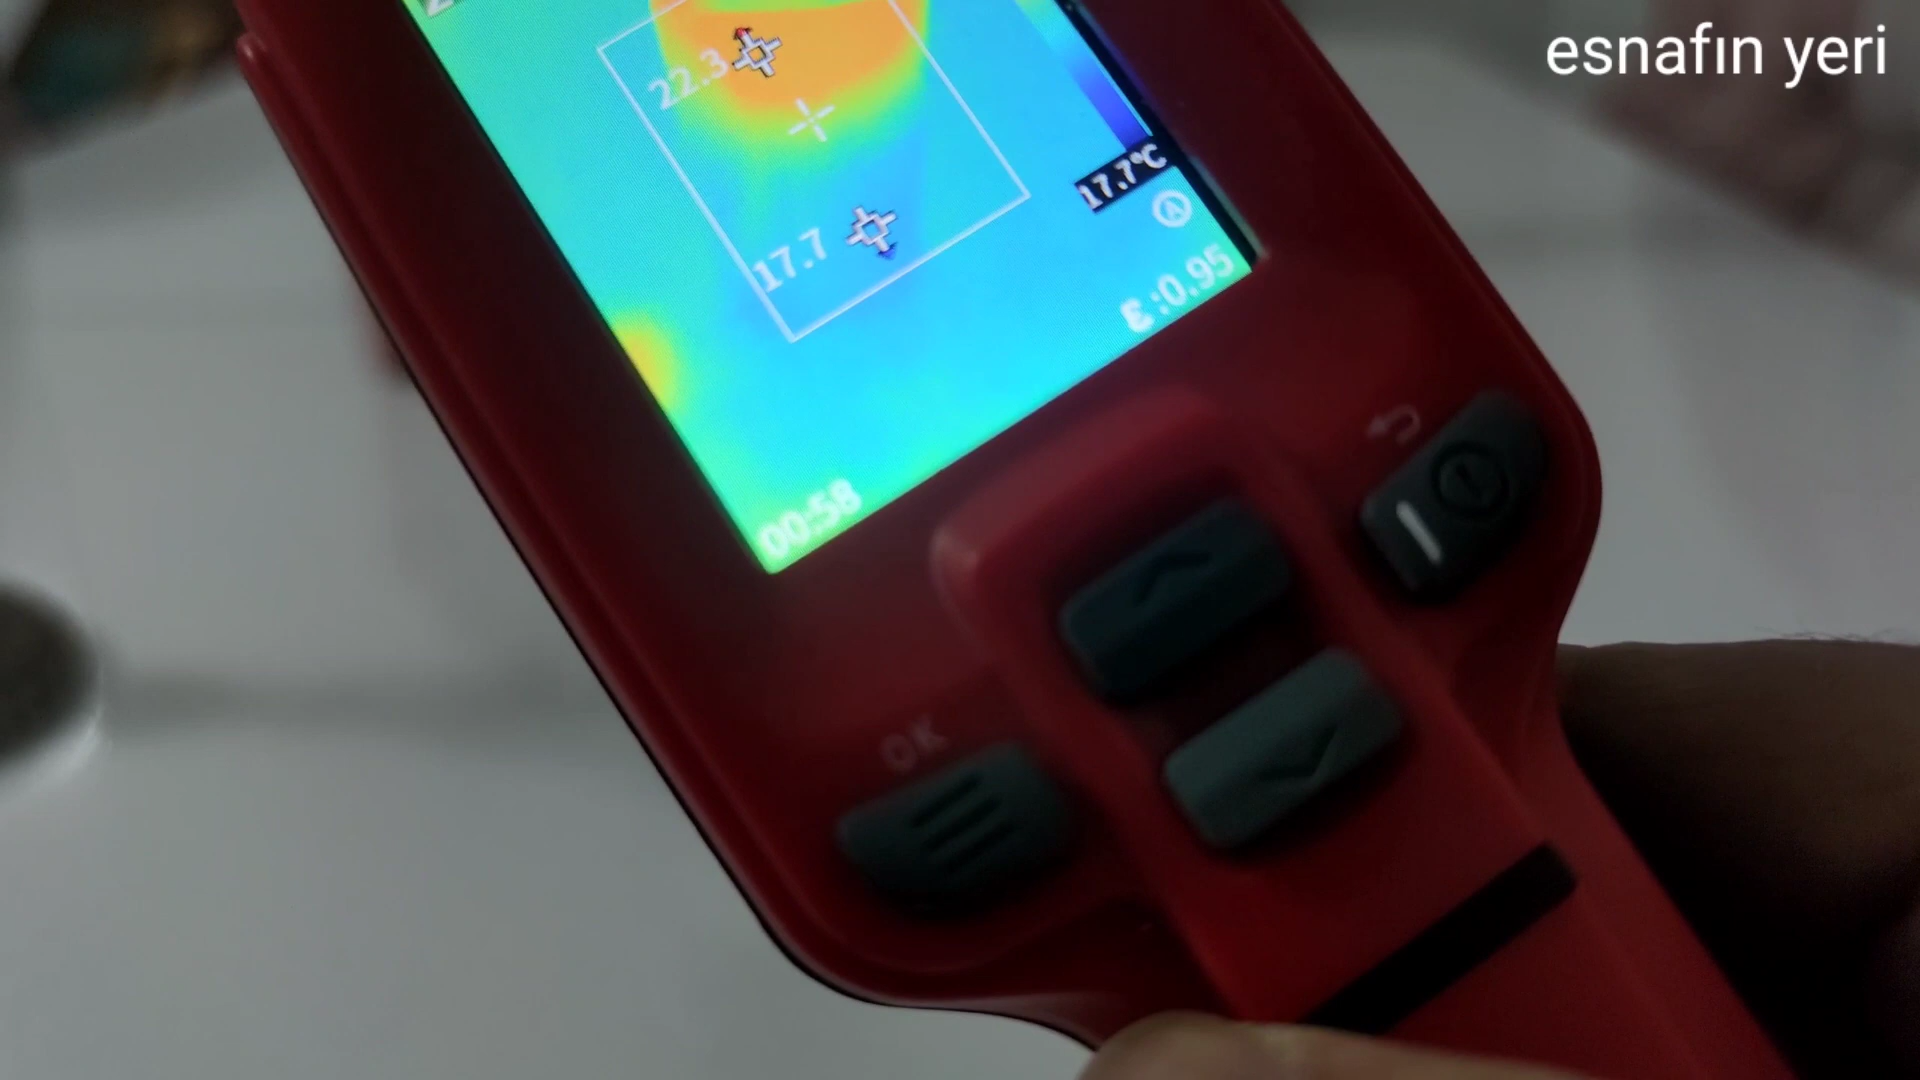 esnafın yeri
22.3
17.7°C
17.7
ε:0.95
00:58
OK